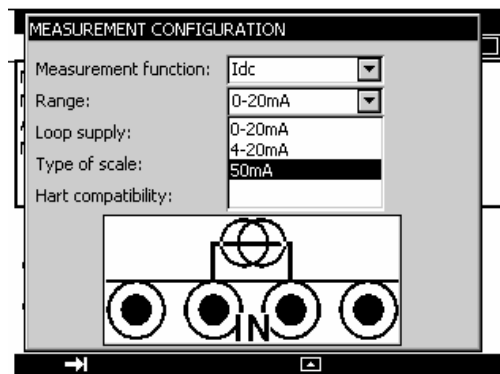 MEASUREMENT CONFIGURATION
Measurement function: Idc
Range: 0-20mA
Loop supply: 0-20mA
4-20mA
Type of scale: 50mA
Hart compatibility:
IN